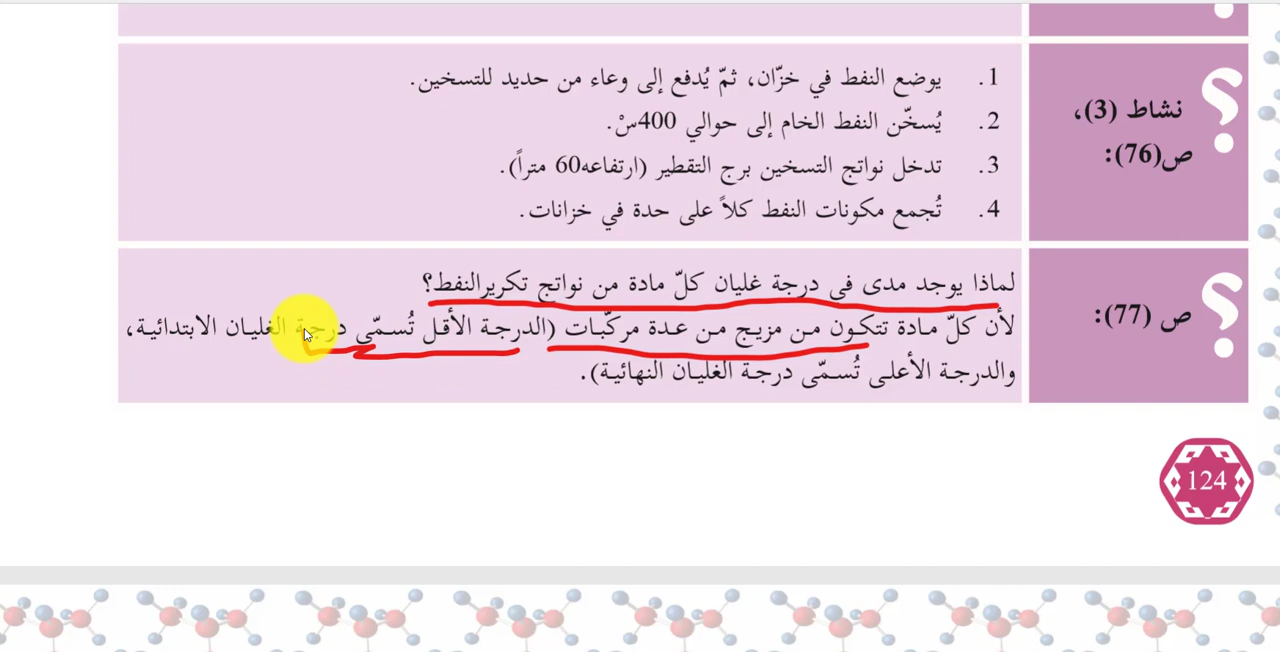 نشاط (3)،
ص(76):
1. يوضع النفط في خزّان، ثمّ يُدفع إلى وعاء من حديد للتسخين.
2. يُسخّن النفط الخام إلى حوالي 400سْ.
3. تدخل نواتج التسخين برج التقطير (ارتفاعه60 متراً).
4. تُجمع مكونات النفط كلاً على حدة في خزانات.
ص (77):
لماذا يوجد مدى في درجة غليان كلّ مادة من نواتج تكريرالنفط؟
لأن كلّ مادة تتكون من مزيج من عدة مركّبات (الدرجة الأقل تُسمّى درجة الغليان الابتدائية،
والدرجة الأعلى تُسمّى درجة الغليان النهائية).
124